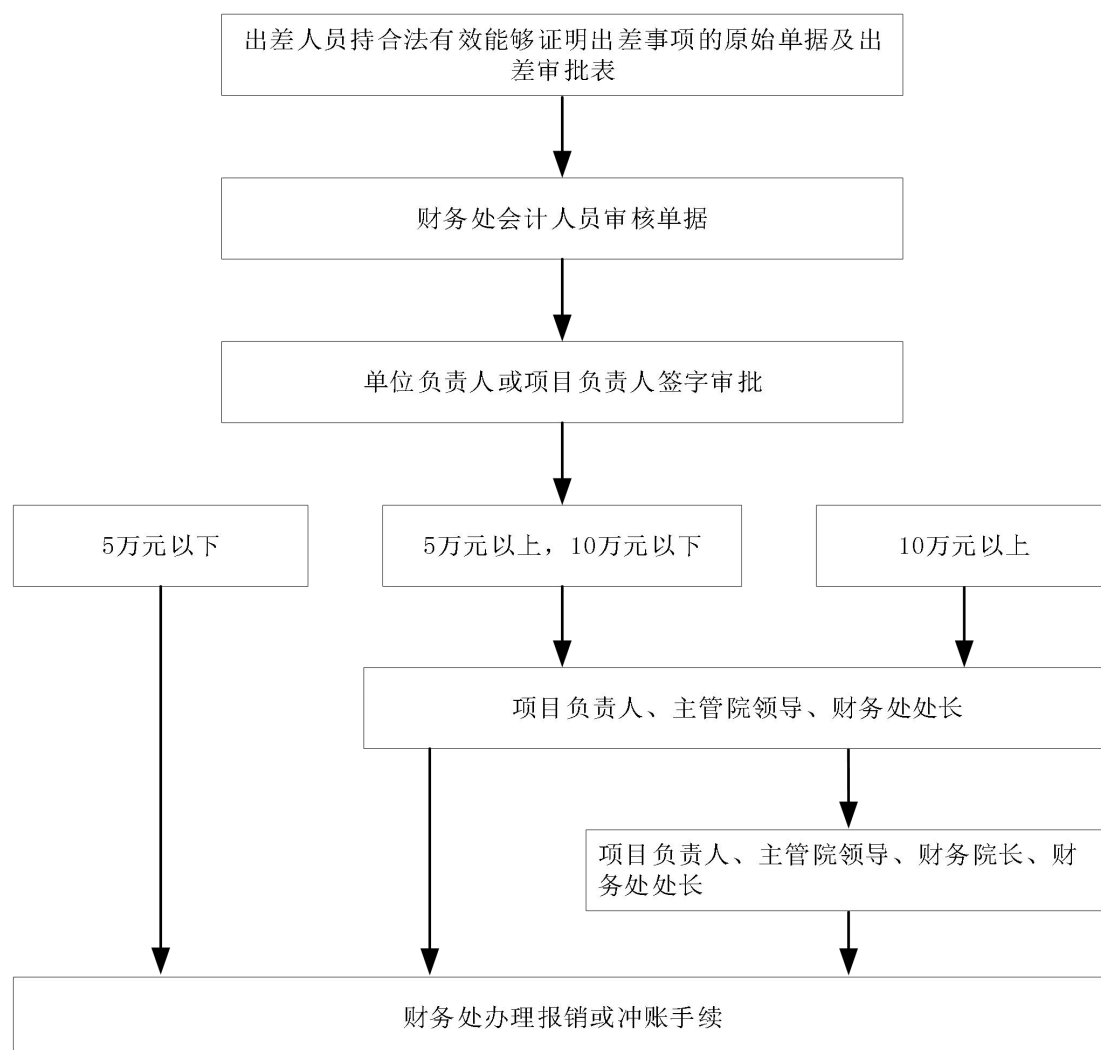 出差人员持合法有效能够证明出差事项的原始单据及出
差审批表
财务处会计人员审核单据
单位负责人或项目负责人签字审批
5万元以下
5万元以上，10万元以下
10万元以上
项目负责人、主管院领导、财务处处长
项目负责人、主管院领导、财务院长、财
务处处长
财务处办理报销或冲账手续